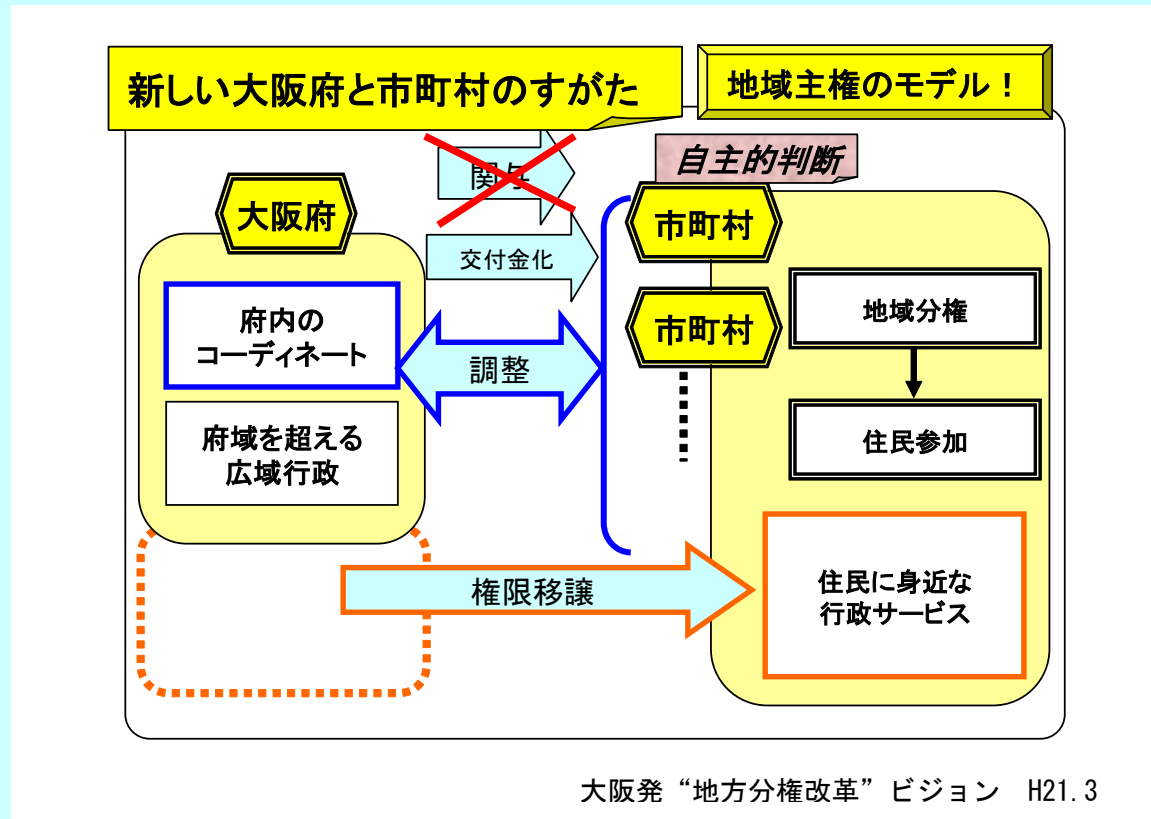 新しい大阪府と市町村のすがた
地域主権のモデル！
関与
自主的判断
大阪府
市町村
交付金化
府内の
コーディネート
調整
市町村
地域分権
府域を超える
広域行政
住民参加
権限移譲
住民に身近な
行政サービス
大阪発“地方分権改革”ビジョン　H21.3